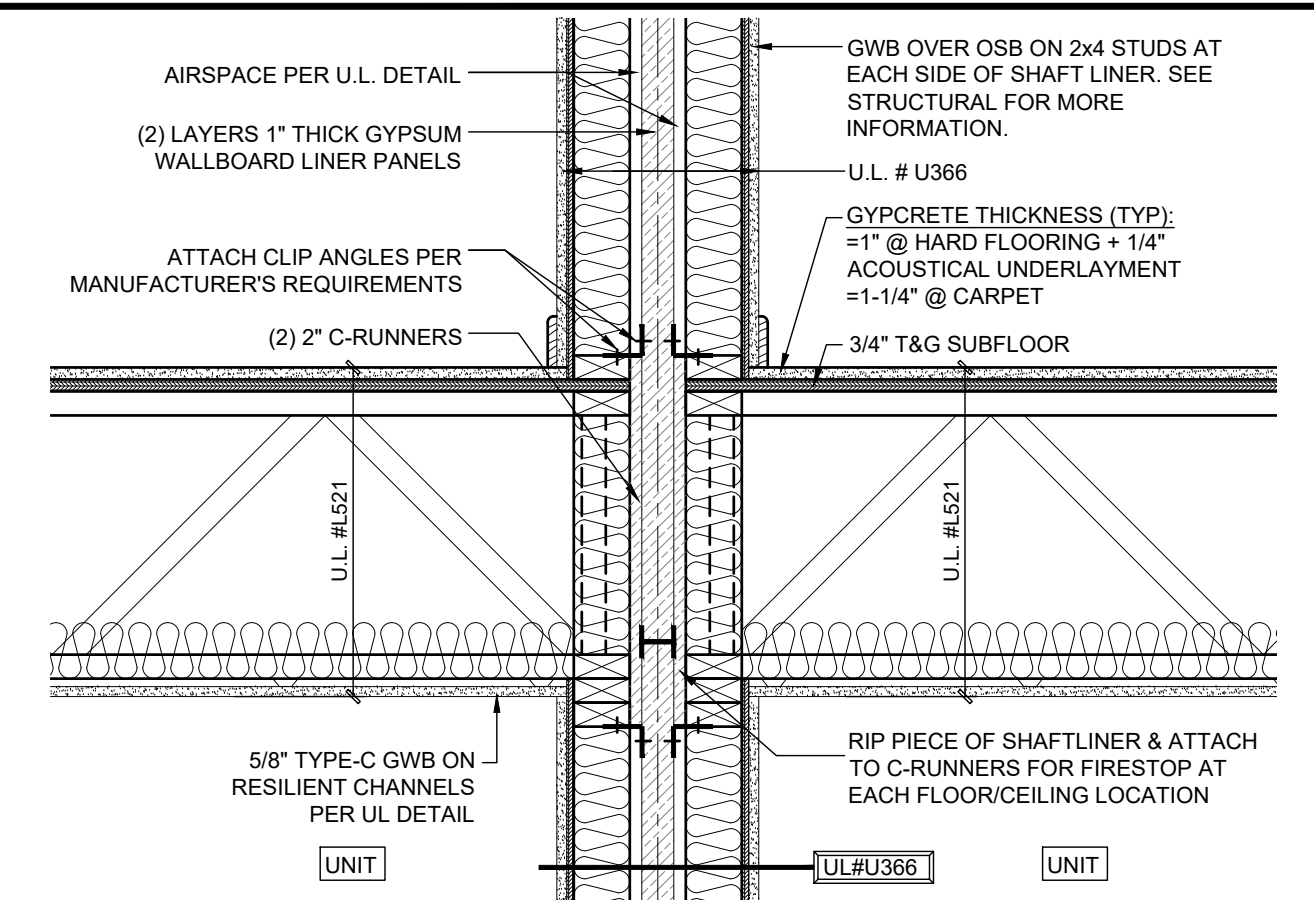 AIRSPACE PER U.L. DETAIL
(2) LAYERS 1" THICK GYPSUM
WALLBOARD LINER PANELS
ATTACH CLIP ANGLES PER
MANUFACTURER'S REQUIREMENTS
(2) 2" C-RUNNERS
GWB OVER OSB ON 2x4 STUDS AT
EACH SIDE OF SHAFT LINER. SEE
STRUCTURAL FOR MORE
INFORMATION.
U.L. # U366
GYPCRETE THICKNESS (TYP):
=1" @ HARD FLOORING + 1/4"
ACOUSTICAL UNDERLAYMENT
=1-1/4" @ CARPET
3/4" T&G SUBFLOOR
U.L. #L521
U.L. #L521
5/8" TYPE-C GWB ON
RESILIENT CHANNELS
PER UL DETAIL
RIP PIECE OF SHAFTLINER & ATTACH
TO C-RUNNERS FOR FIRESTOP AT
EACH FLOOR/CEILING LOCATION
UNIT
UL#U366
UNIT